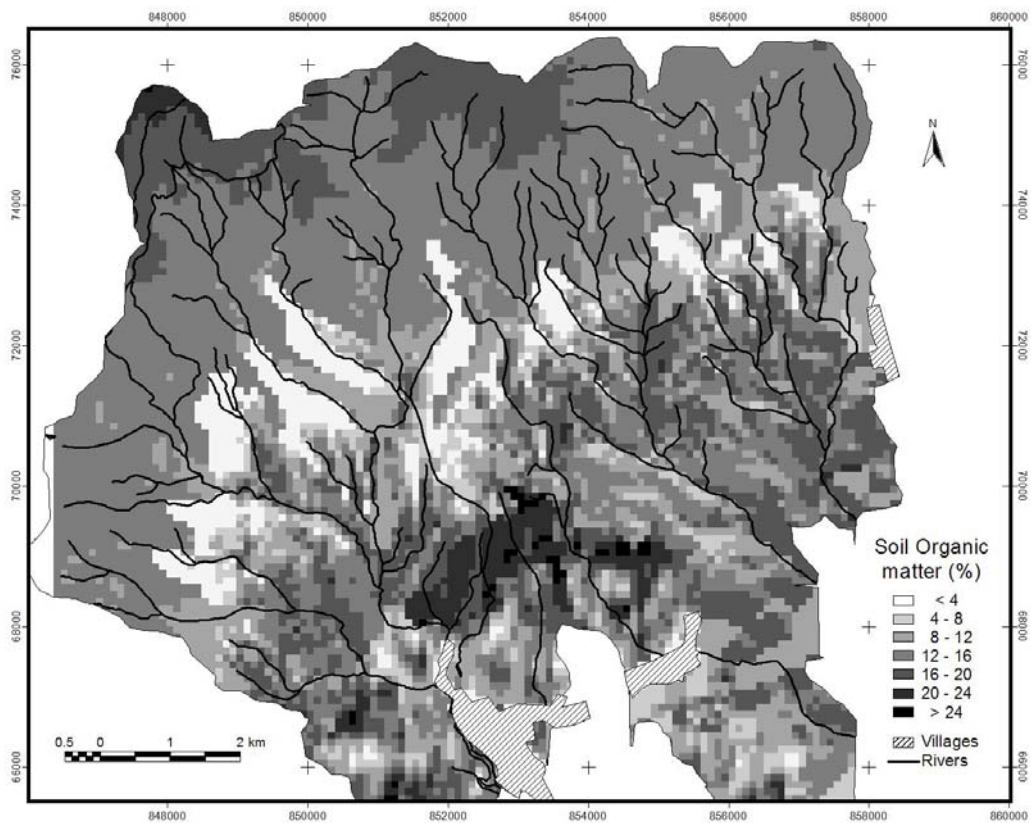 848000 850000 852000 854000 856000 858000 860000
76000 76000
N
74000 74000
72000 72000
70000 70000
Soil Organic
matter (%)
< 4
4 - 8
8 - 12
12 - 16
16 - 20
20 - 24
> 24
68000 68000
Villages
Rivers
0.5 0 1 2 km
66000 66000
848000 850000 852000 854000 856000 858000 860000